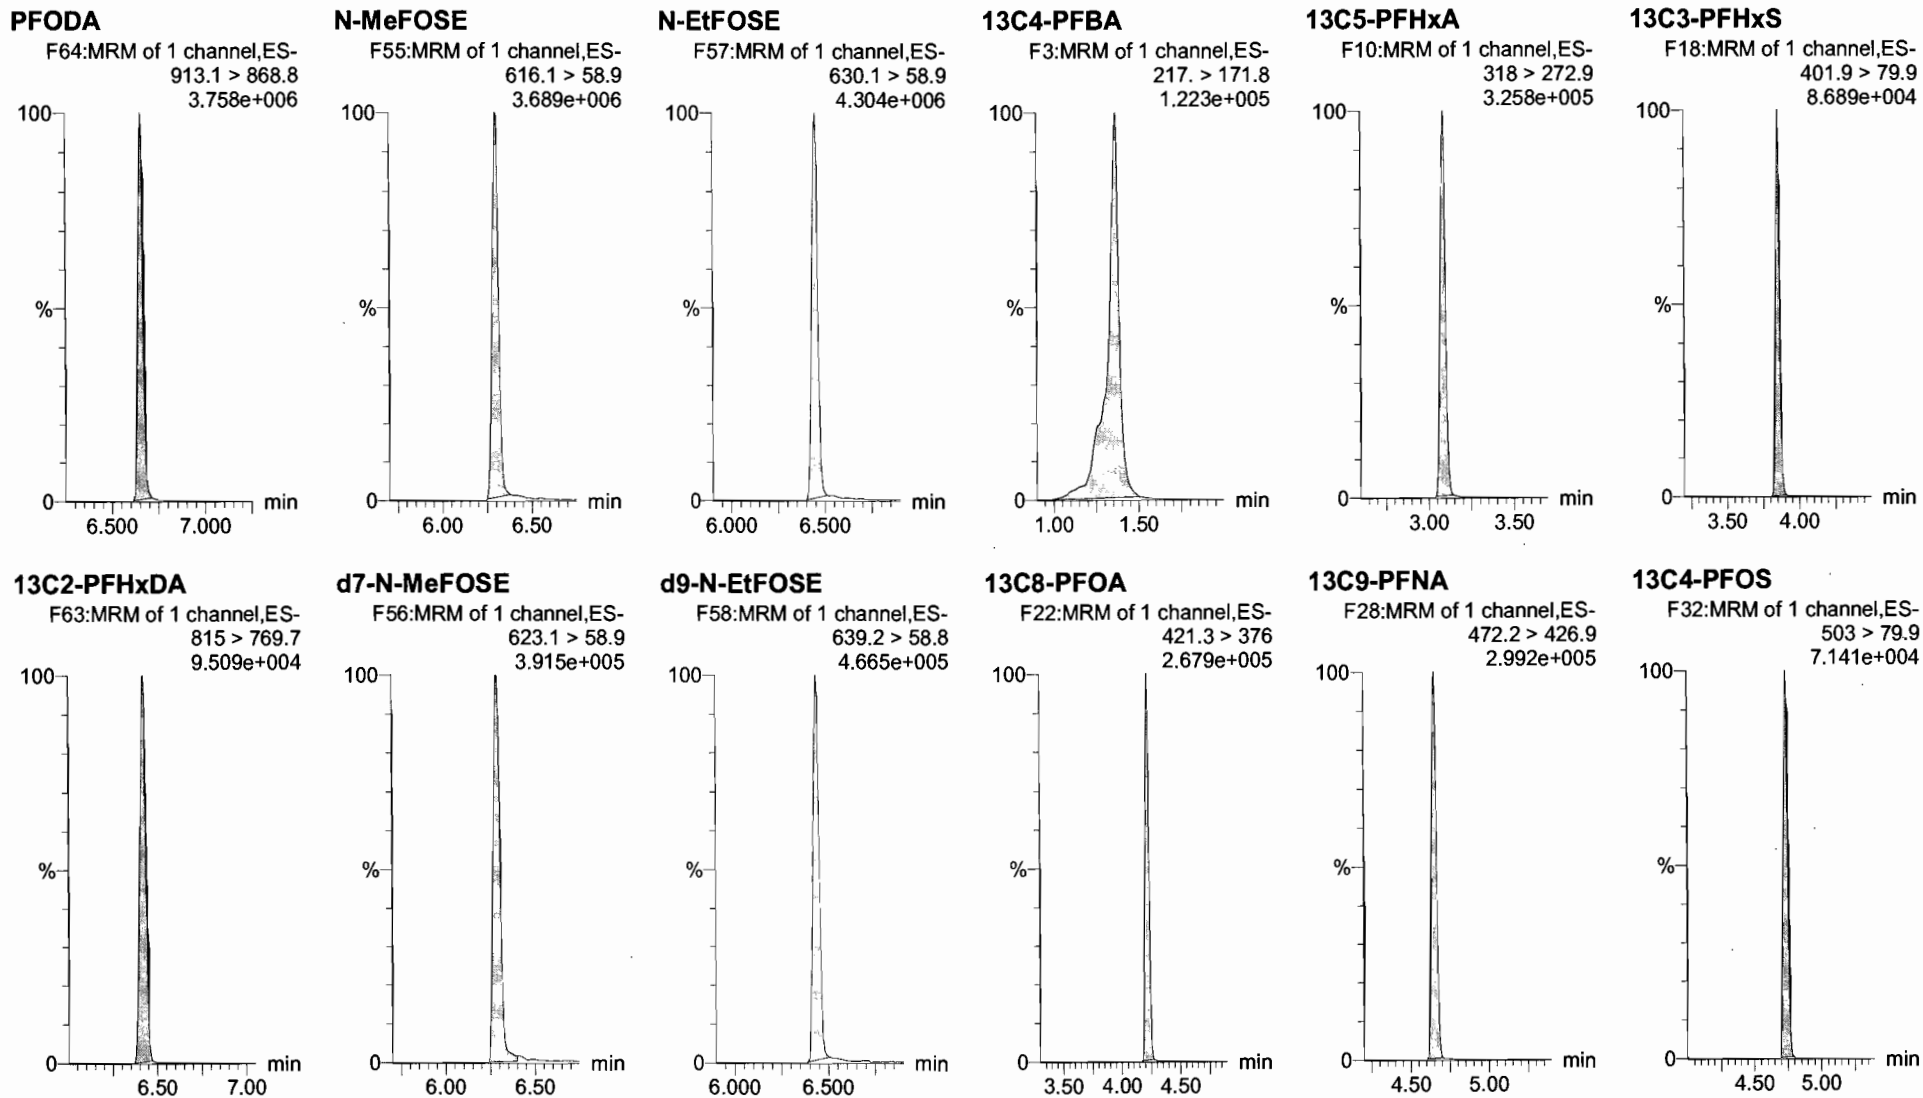 PFODA
F64:MRM of 1 channel,ES-
913.1 > 868.8
3.758e+006
100
%
0
6.500 7.000
min
N-MeFOSE
F55:MRM of 1 channel,ES-
616.1 > 58.9
3.689e+006
100
%
0
6.00 6.50
min
N-EtFOSE
F57:MRM of 1 channel,ES-
630.1 > 58.9
4.304e+006
100
%
0
6.000 6.500
min
13C4-PFBA
F3:MRM of 1 channel,ES-
217. > 171.8
1.223e+005
100
%
0
1.00 1.50
min
13C5-PFHxA
F10:MRM of 1 channel,ES-
318 > 272.9
3.258e+005
100
%
0
3.00 3.50
min
13C3-PFHxS
F18:MRM of 1 channel,ES-
401.9 > 79.9
8.689e+004
100
%
0
3.50 4.00
min
13C2-PFHxDA
F63:MRM of 1 channel,ES-
815 > 769.7
9.509e+004
100
%
0
6.50 7.00
min
d7-N-MeFOSE
F56:MRM of 1 channel,ES-
623.1 > 58.9
3.915e+005
100
%
0
6.00 6.50
min
d9-N-EtFOSE
F58:MRM of 1 channel,ES-
639.2 > 58.8
4.665e+005
100
%
0
6.000 6.500
min
13C8-PFOA
F22:MRM of 1 channel,ES-
421.3 > 376
2.679e+005
100
%
0
3.50 4.00 4.50
min
13C9-PFNA
F28:MRM of 1 channel,ES-
472.2 > 426.9
2.992e+005
100
%
0
4.50 5.00
min
13C4-PFOS
F32:MRM of 1 channel,ES-
503 > 79.9
7.141e+004
100
%
0
4.50 5.00
min